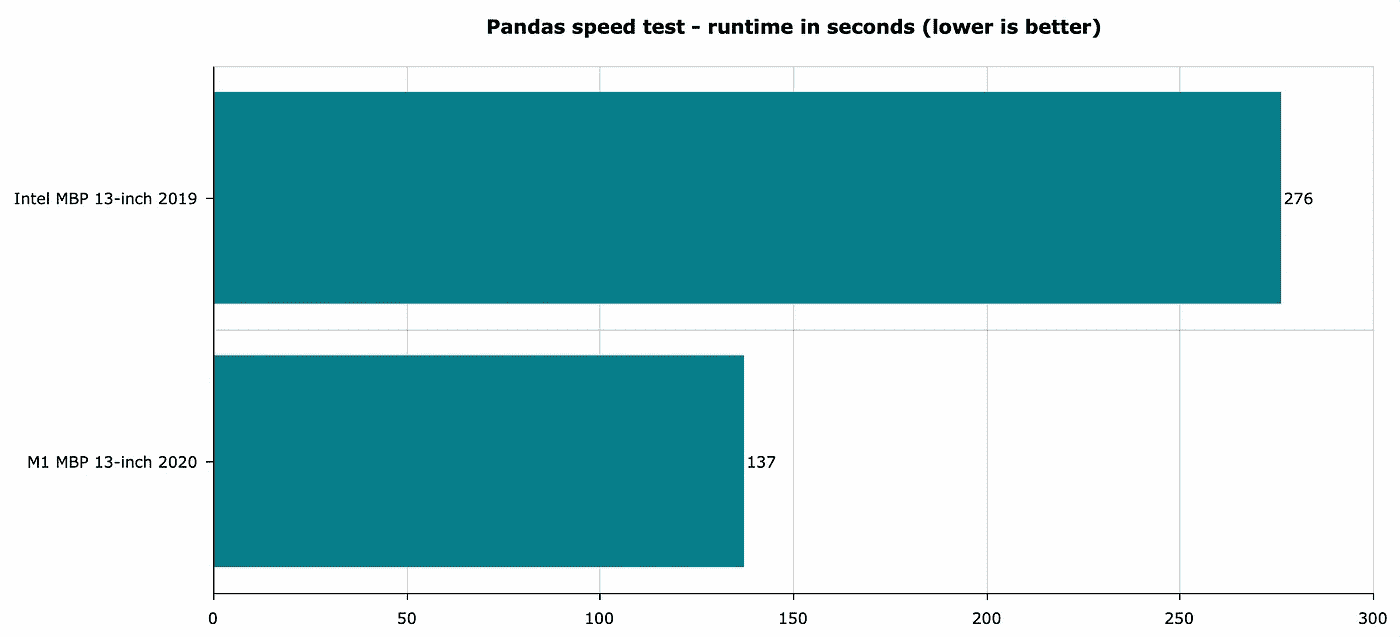 Pandas speed test - runtime in seconds (lower is better)
Intel MBP 13-inch 2019
276
M1 MBP 13-inch 2020
137
0 50 100 150 200 250 300